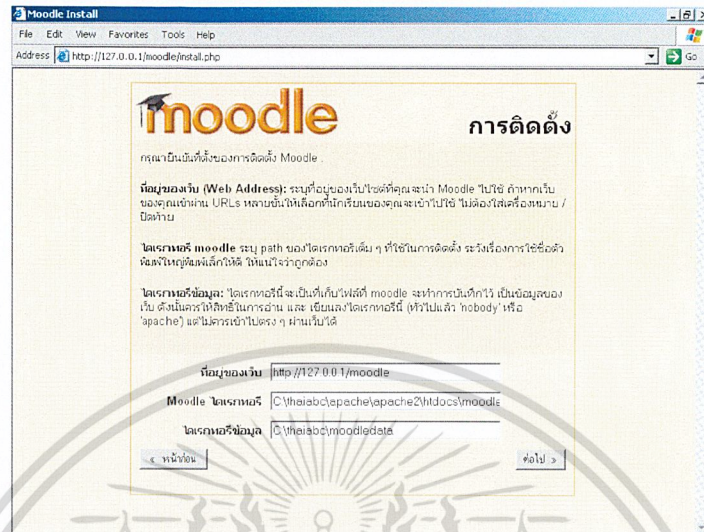 Moodle Install
File Edit View Favorites Tools Help
Address http://127.0.0.1/moodle/install.php Go
moodle
การติดตั้ง
กรุณายืนยันที่ตั้งของการติดตั้ง Moodle .
ที่อยู่ของเว็บ (Web Address): ระบุที่อยู่ของเว็บไซต์ที่คุณจะนำ Moodle ไปใช้ ถ้าหากเว็บ
ของคุณเข้าผ่าน URLs หลายอันให้เลือกที่นักเรียนของคุณจะเข้าไปใช้ ไม่ต้องใส่เครื่องหมาย /
ปิดท้าย
ไดเรกทอรี moodle ระบุ path ของไดเรกทอรีเต็ม ๆ ที่ใช้ในการติดตั้ง ระวังเรื่องการใช้ชื่อตัว
พิมพ์ใหญ่พิมพ์เล็กให้ดี ให้แน่ใจว่าถูกต้อง
ไดเรกทอรีข้อมูล: ไดเรกทอรีนี้จะเป็นที่เก็บไฟล์ที่ moodle จะทำการบันทึกไว้ เป็นข้อมูลของ
เว็บ ดังนั้นควรให้สิทธิ์ในการอ่าน และ เขียนลงไดเรกทอรีนี้ (ทั่วไปแล้ว 'nobody' หรือ
'apache') แต่ไม่ควรเข้าไปตรง ๆ ผ่านเว็บได้
ที่อยู่ของเว็บ http://127.0.0.1/moodle
Moodle ไดเรกทอรี C:\thaiabc\apache\apache2\htdocs\moodle
ไดเรกทอรีข้อมูล C:\thaiabc\moodledata
« หน้าก่อน ต่อไป »